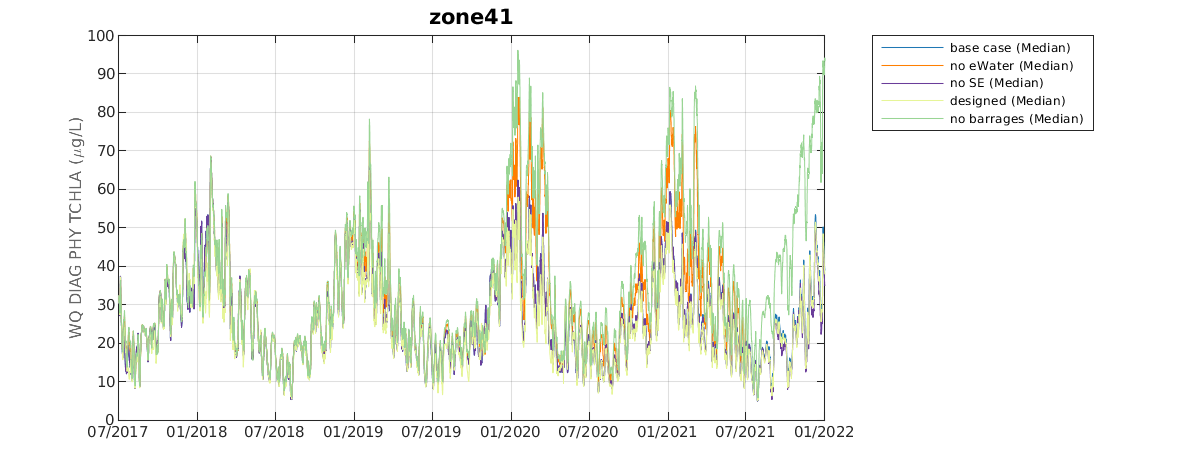 zone41
WQ DIAG PHY TCHLA (μg/L)
100
90
80
70
60
50
40
30
20
10
0
07/2017 01/2018 07/2018 01/2019 07/2019 01/2020 07/2020 01/2021 07/2021 01/2022
base case (Median)
no eWater (Median)
no SE (Median)
designed (Median)
no barrages (Median)